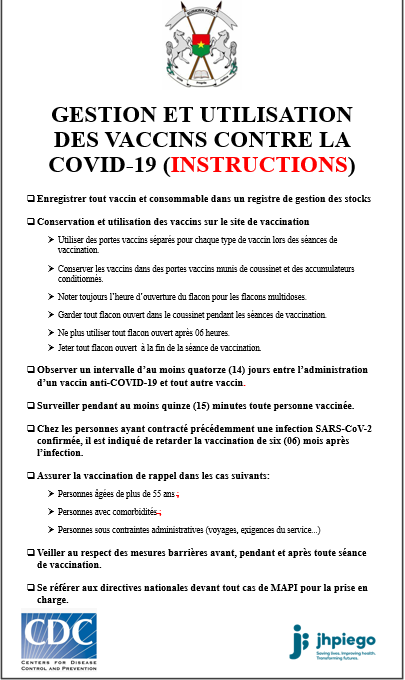 BURKINA FASO
GESTION ET UTILISATION
DES VACCINS CONTRE LA
COVID-19 (INSTRUCTIONS)
❑ Enregistrer tout vaccin et consommable dans un registre de gestion des stocks
❑ Conservation et utilisation des vaccins sur le site de vaccination
➢ Utiliser des portes vaccins séparés pour chaque type de vaccin lors des séances de
vaccination.
➢ Conserver les vaccins dans des portes vaccins munis de coussinet et des accumulateurs
conditionnés.
➢ Noter toujours l'heure d'ouverture du flacon pour les flacons multidoses.
➢ Garder tout flacon ouvert dans le coussinet pendant les séances de vaccination.
➢ Ne plus utiliser tout flacon ouvert après 06 heures.
➢ Jeter tout flacon ouvert à la fin de la séance de vaccination.
❑ Observer un intervalle d'au moins quatorze (14) jours entre l'administration
d'un vaccin anti-COVID-19 et tout autre vaccin.
❑ Surveiller pendant au moins quinze (15) minutes toute personne vaccinée.
❑ Chez les personnes ayant contracté précédemment une infection SARS-CoV-2
confirmée, il est indiqué de retarder la vaccination de six (06) mois après
l'infection.
❑ Assurer la vaccination de rappel dans les cas suivants:
➢ Personnes âgées de plus de 55 ans ;
➢ Personnes avec comorbidités ;
➢ Personnes sous contraintes administratives (voyages, exigences du service...)
❑ Veiller au respect des mesures barrières avant, pendant et après toute séance
de vaccination.
❑ Se référer aux directives nationales devant tout cas de MAPI pour la prise en
charge.
CDC
CENTERS FOR DISEASE
CONTROL AND PREVENTION
jhpiego
Saving lives. Improving health.
Transforming futures.